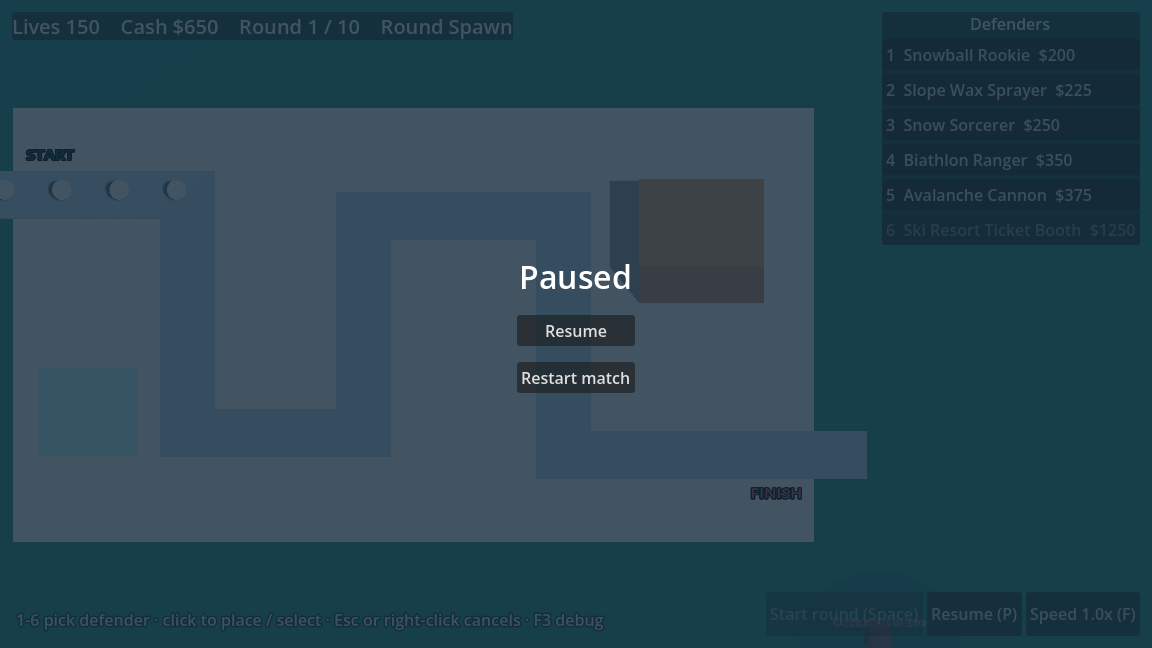 Lives 150 Cash $650 Round 1 / 10 Round Spawn
Defenders
1 Snowball Rookie $200
2 Slope Wax Sprayer $225
3 Snow Sorcerer $250
4 Biathlon Ranger $350
5 Avalanche Cannon $375
6 Ski Resort Ticket Booth $1250
START
Paused
Resume
Restart match
FINISH
1-6 pick defender · click to place / select · Esc or right-click cancels · F3 debug
Start round (Space)
Resume (P)
Speed 1.0x (F)